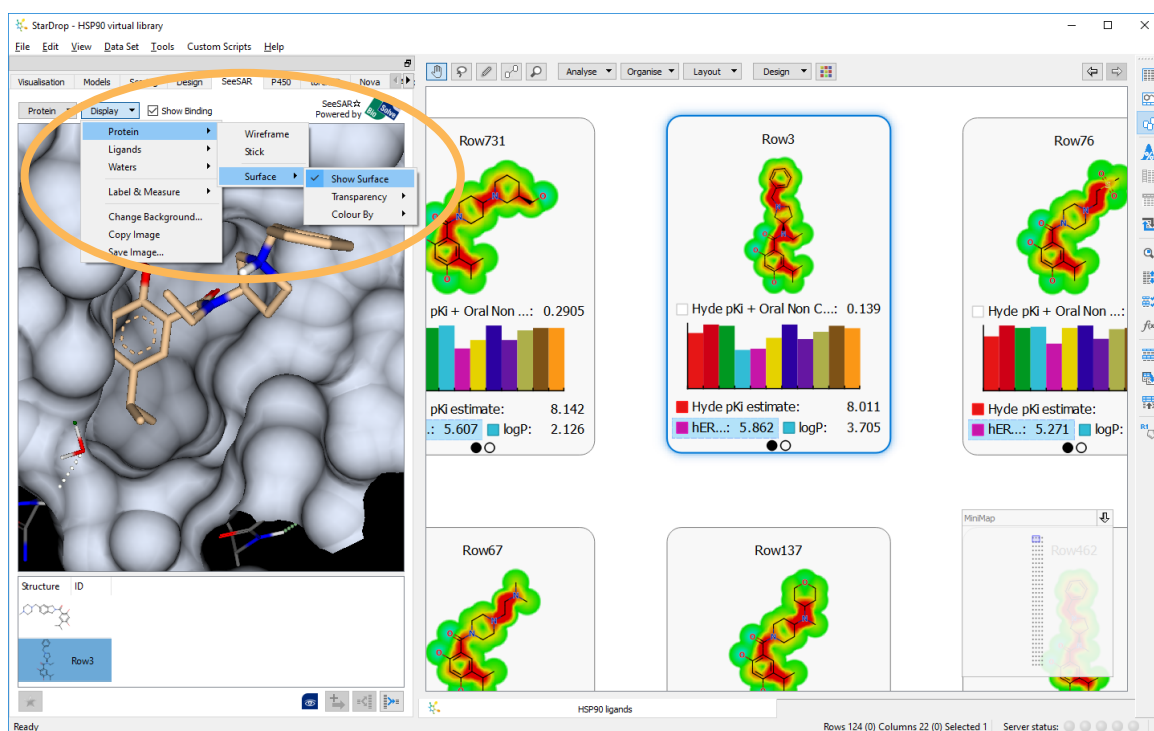 StarDrop - HSP90 virtual library
File Edit View Data Set Tools Custom Scripts Help
Visualisation Models Design SeeSAR P450 Nova
Protein Display Show Binding
SeeSAR
Powered by BioSolve
Protein
Ligands
Waters
Label & Measure
Change Background...
Copy Image
Save Image...
Wireframe
Stick
Surface
Show Surface
Transparency
Colour By
Structure ID
Row3
Analyse Organise Layout Design
Row731
pKi + Oral Non ...: 0.2905
pKi estimate: 8.142
.: 5.607 logP: 2.126
Row3
Hyde pKi + Oral Non C...: 0.139
Hyde pKi estimate: 8.011
hER...: 5.862 logP: 3.705
Row76
Hyde pKi + Oral Non ...:
Hyde pKi estimate:
hER...: 5.271 logP:
Row67
Row137
MiniMap
Row462
f(x)
R1
HSP90 ligands
Ready
Rows 124 (0) Columns 22 (0) Selected 1 Server status: